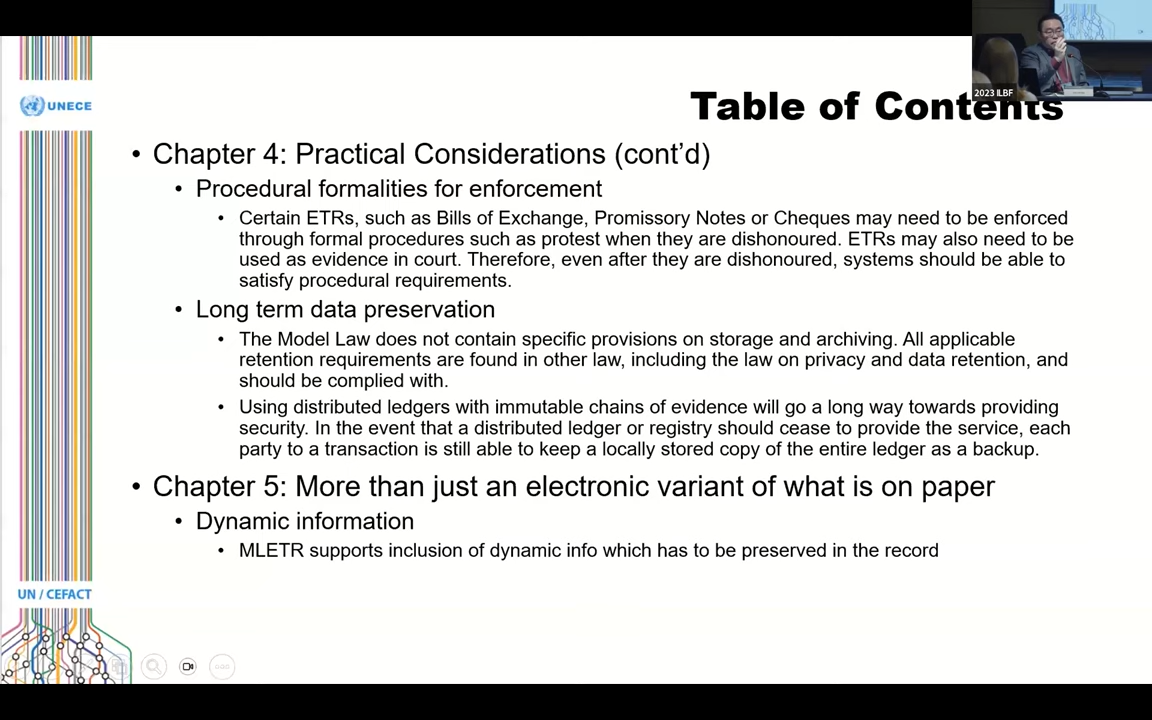 2023 ILBF
UNECE
Table of Contents
• Chapter 4: Practical Considerations (cont’d)
• Procedural formalities for enforcement
• Certain ETRs, such as Bills of Exchange, Promissory Notes or Cheques may need to be enforced
through formal procedures such as protest when they are dishonoured. ETRs may also need to be
used as evidence in court. Therefore, even after they are dishonoured, systems should be able to
satisfy procedural requirements.
• Long term data preservation
• The Model Law does not contain specific provisions on storage and archiving. All applicable
retention requirements are found in other law, including the law on privacy and data retention, and
should be complied with.
• Using distributed ledgers with immutable chains of evidence will go a long way towards providing
security. In the event that a distributed ledger or registry should cease to provide the service, each
party to a transaction is still able to keep a locally stored copy of the entire ledger as a backup.
• Chapter 5: More than just an electronic variant of what is on paper
• Dynamic information
• MLETR supports inclusion of dynamic info which has to be preserved in the record
UN / CEFACT